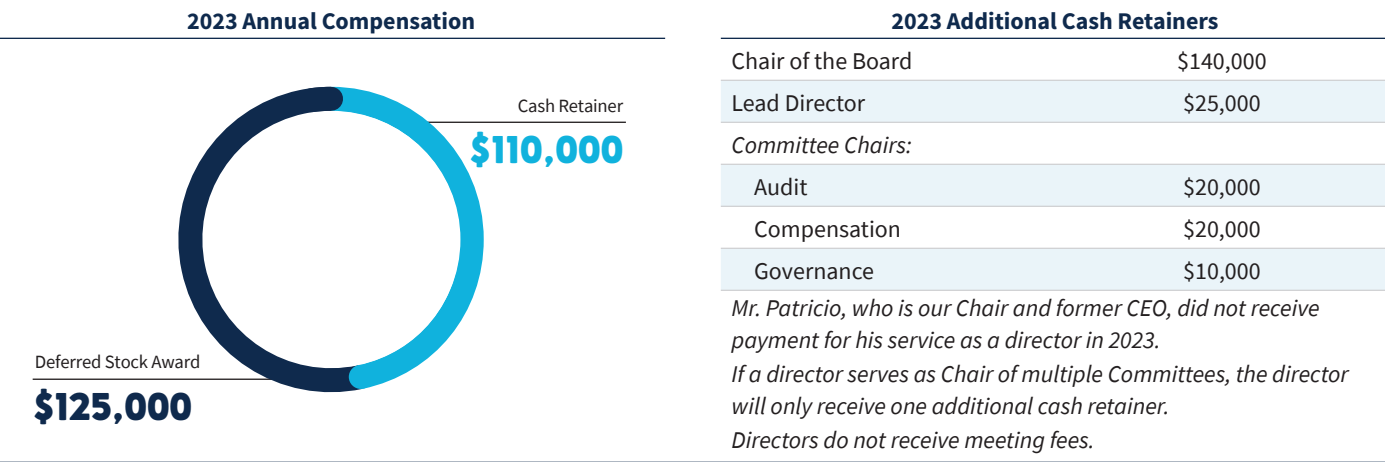 2023 Annual Compensation
Cash Retainer
$110,000
Deferred Stock Award
$125,000
2023 Additional Cash Retainers
Chair of the Board $140,000
Lead Director $25,000
Committee Chairs:
Audit $20,000
Compensation $20,000
Governance $10,000
Mr. Patricio, who is our Chair and former CEO, did not receive
payment for his service as a director in 2023.
If a director serves as Chair of multiple Committees, the director
will only receive one additional cash retainer.
Directors do not receive meeting fees.